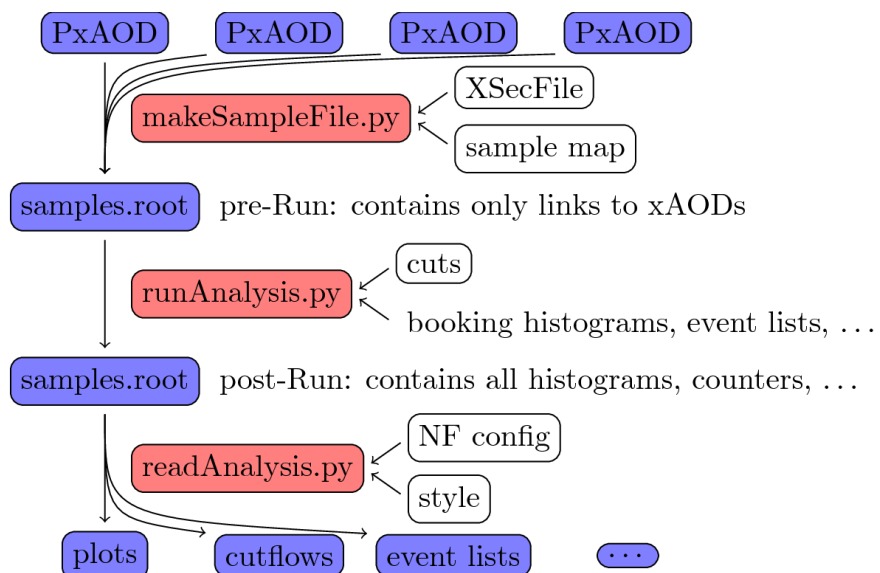 PxAOD PxAOD PxAOD PxAOD
XSecFile
makeSampleFile.py
sample map
samples.root pre-Run: contains only links to xAODs
cuts
runAnalysis.py
booking histograms, event lists, ...
samples.root post-Run: contains all histograms, counters, ...
NF config
readAnalysis.py
style
plots cutflows event lists ...